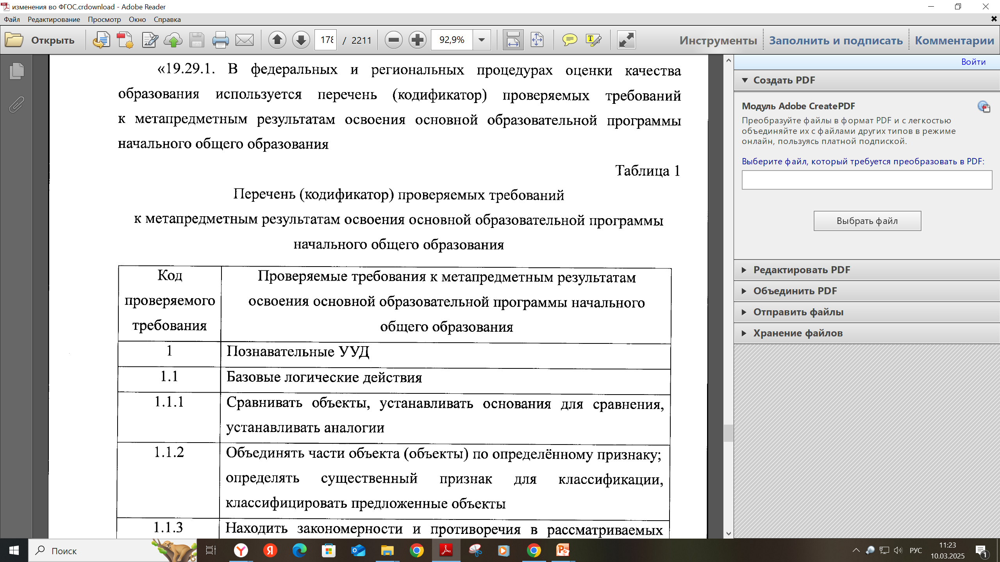 изменения во ФГОС.crdownload - Adobe Reader
Файл Редактирование Просмотр Окно Справка
Открыть
178 / 2211
92,9%
Инструменты Заполнить и подписать Комментарии
«19.29.1. В федеральных и региональных процедурах оценки качества
образования используется перечень (кодификатор) проверяемых требований
к метапредметным результатам освоения основной образовательной программы
начального общего образования
Таблица 1
Перечень (кодификатор) проверяемых требований
к метапредметным результатам освоения основной образовательной программы
начального общего образования
Код
проверяемого
требования
Проверяемые требования к метапредметным результатам
освоения основной образовательной программы начального
общего образования
1 Познавательные УУД
1.1 Базовые логические действия
1.1.1 Сравнивать объекты, устанавливать основания для сравнения,
устанавливать аналогии
1.1.2 Объединять части объекта (объекты) по определённому признаку;
определять существенный признак для классификации,
классифицировать предложенные объекты
1.1.3 Находить закономерности и противоречия в рассматриваемых
Войти
Создать PDF
Модуль Adobe CreatePDF
Преобразуйте файлы в формат PDF и с легкостью
объединяйте их с файлами других типов в режиме
онлайн, пользуясь платной подпиской.
Выберите файл, который требуется преобразовать в PDF:
Выбрать файл
Редактировать PDF
Объединить PDF
Отправить файлы
Хранение файлов
Поиск
РУС
11:23
10.03.2025
1